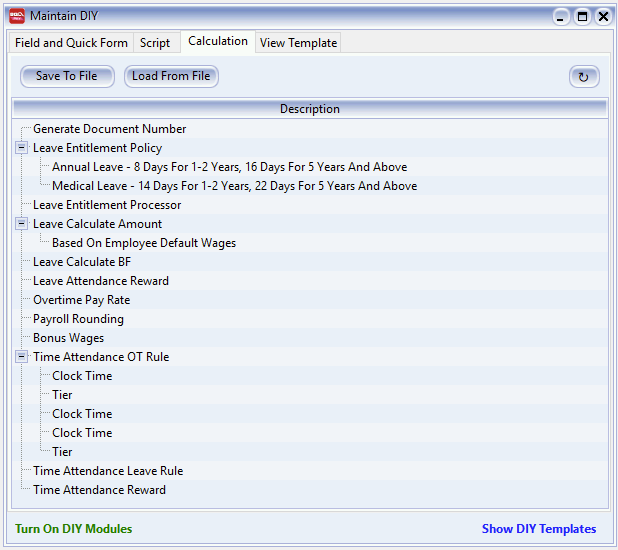 Maintain DIY
Field and Quick Form
Script
Calculation
View Template
Save To File
Load From File
Description
Generate Document Number
Leave Entitlement Policy
Annual Leave - 8 Days For 1-2 Years, 16 Days For 5 Years And Above
Medical Leave - 14 Days For 1-2 Years, 22 Days For 5 Years And Above
Leave Entitlement Processor
Leave Calculate Amount
Based On Employee Default Wages
Leave Calculate BF
Leave Attendance Reward
Overtime Pay Rate
Payroll Rounding
Bonus Wages
Time Attendance OT Rule
Clock Time
Tier
Clock Time
Clock Time
Tier
Time Attendance Leave Rule
Time Attendance Reward
Turn On DIY Modules
Show DIY Templates